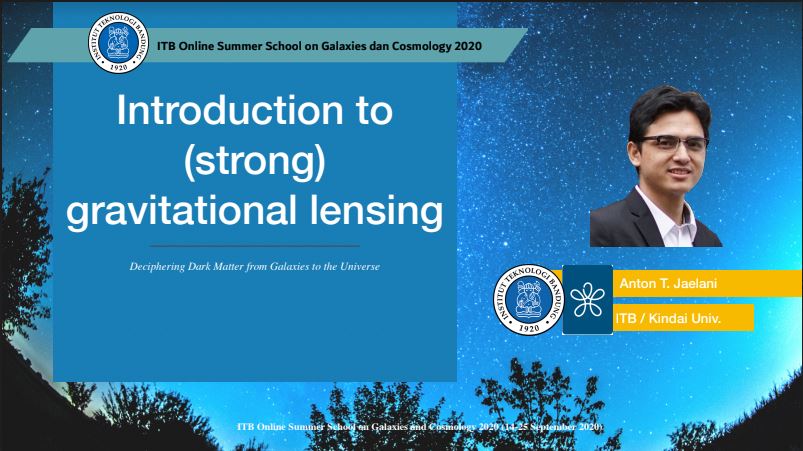 INSTITUT TEKNOLOGI BANDUNG
1920
ITB Online Summer School on Galaxies dan Cosmology 2020
Introduction to
(strong)
gravitational lensing
Deciphering Dark Matter from Galaxies to the Universe
INSTITUT TEKNOLOGI BANDUNG
1920
Anton T. Jaelani
ITB / Kindai Univ.
ITB Online Summer School on Galaxies and Cosmology 2020 (14-25 September 2020)